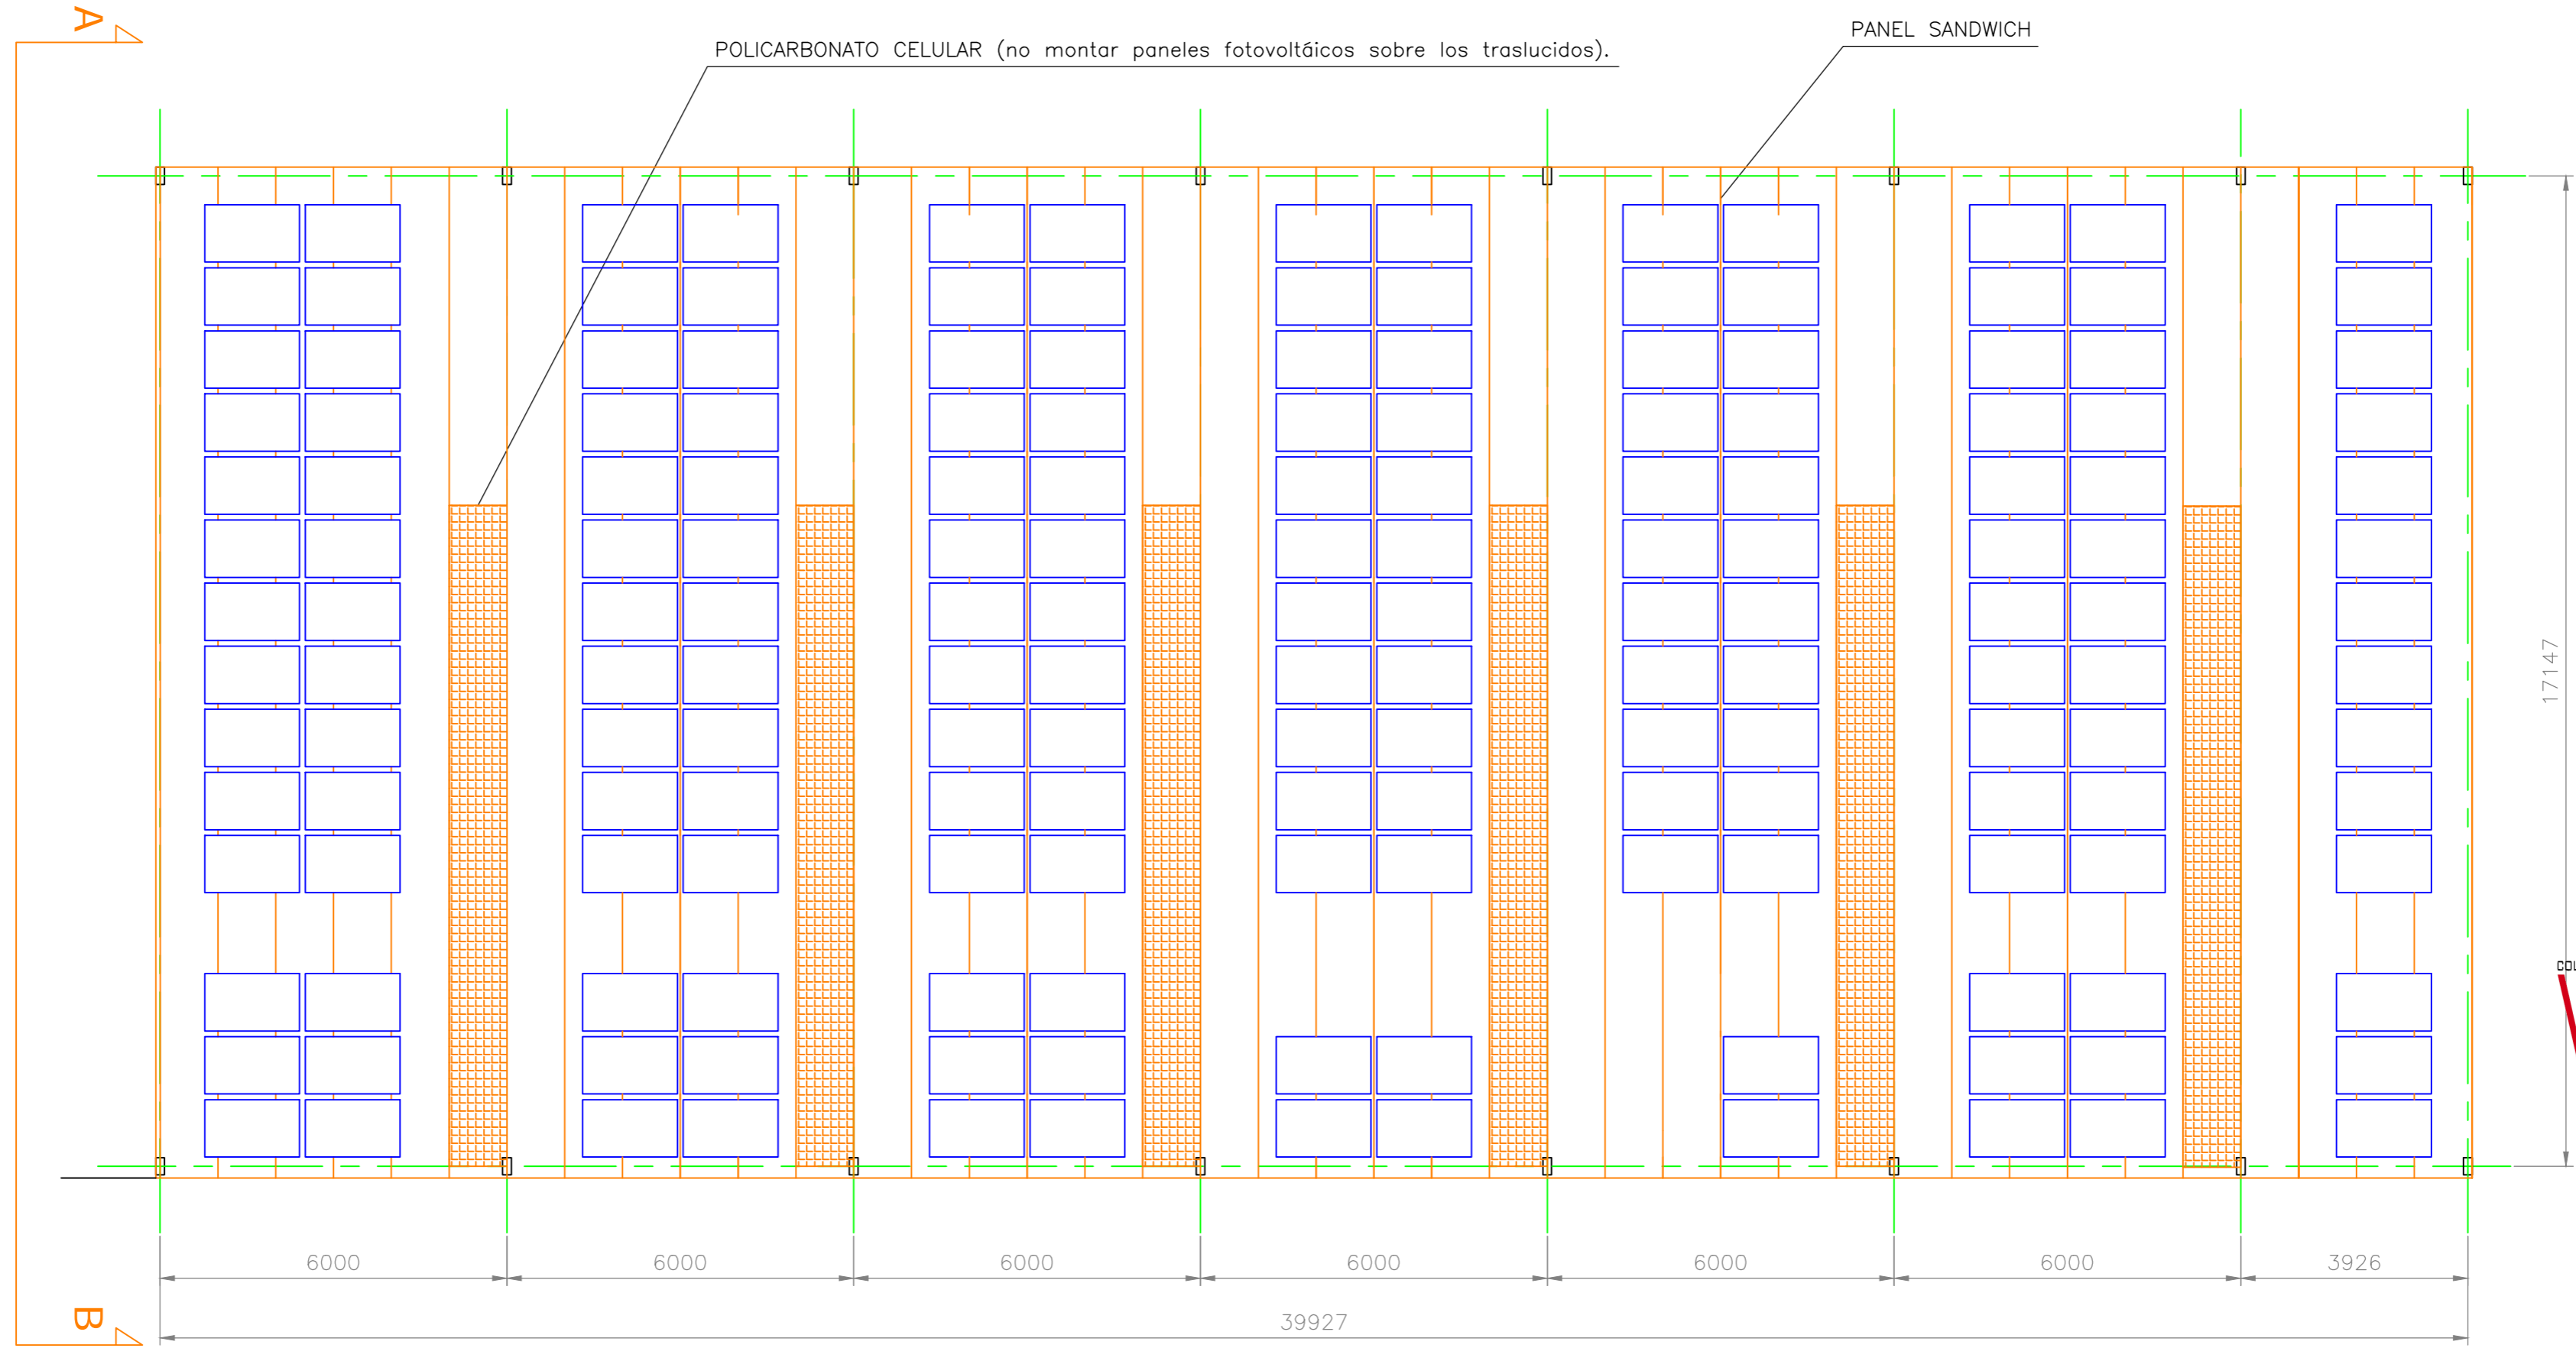 A
PANEL SANDWICH
POLICARBONATO CELULAR (no montar paneles fotovoltáicos sobre los traslucidos).
17147
6000 6000 6000 6000 6000 6000 3926
39927
B